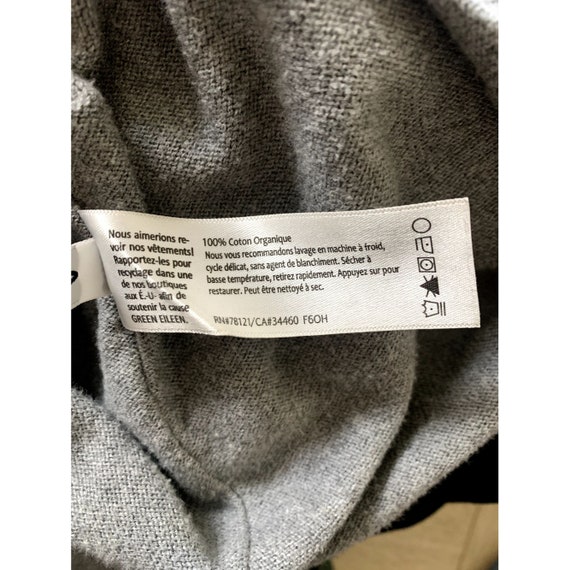 Nous aimerions re-
voir nos vêtements!
Rapportez-les pour
recyclage dans une
de nos boutiques
aux É.-U. afin de
soutenir la cause
GREEN EILEEN.
100% Coton Organique
Nous vous recommandons lavage en machine à froid,
cycle délicat, sans agent de blanchiment. Sécher à
basse température, retirez rapidement. Appuyez sur pour
restaurer. Peut être nettoyé à sec.
RN#78121/CA#34460 F6OH